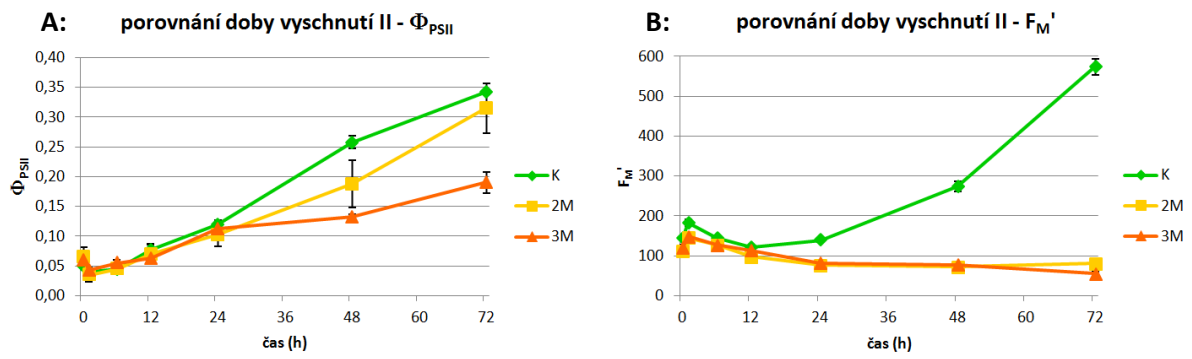 A: porovnání doby vyschnutí II - ΦPSII
0,40
0,35
0,30
0,25
0,20
0,15
0,10
0,05
0,00
ΦPSII
0 12 24 36 48 60 72
čas (h)
K
2M
3M
B: porovnání doby vyschnutí II - FM'
600
500
400
300
200
100
0
FM'
0 12 24 36 48 60 72
čas (h)
K
2M
3M